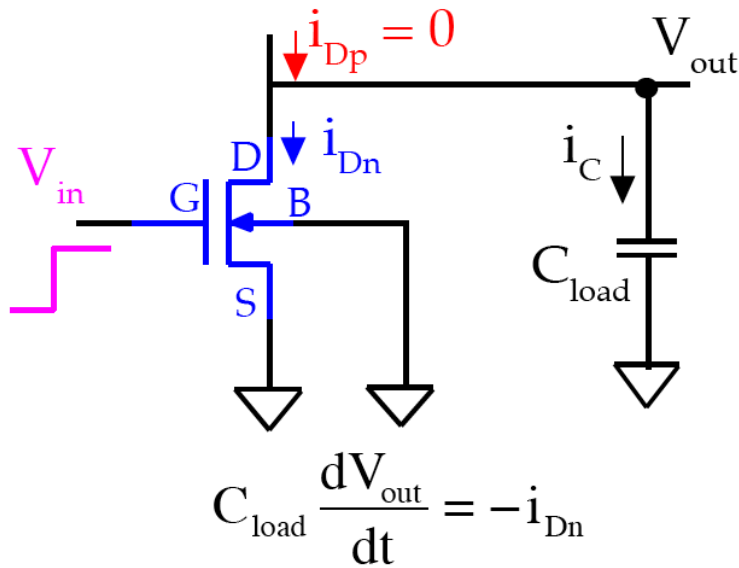 i_Dp = 0
V_out
D
i_Dn
i_C
V_in
G
B
C_load
S
C_load dV_out/dt = -i_Dn